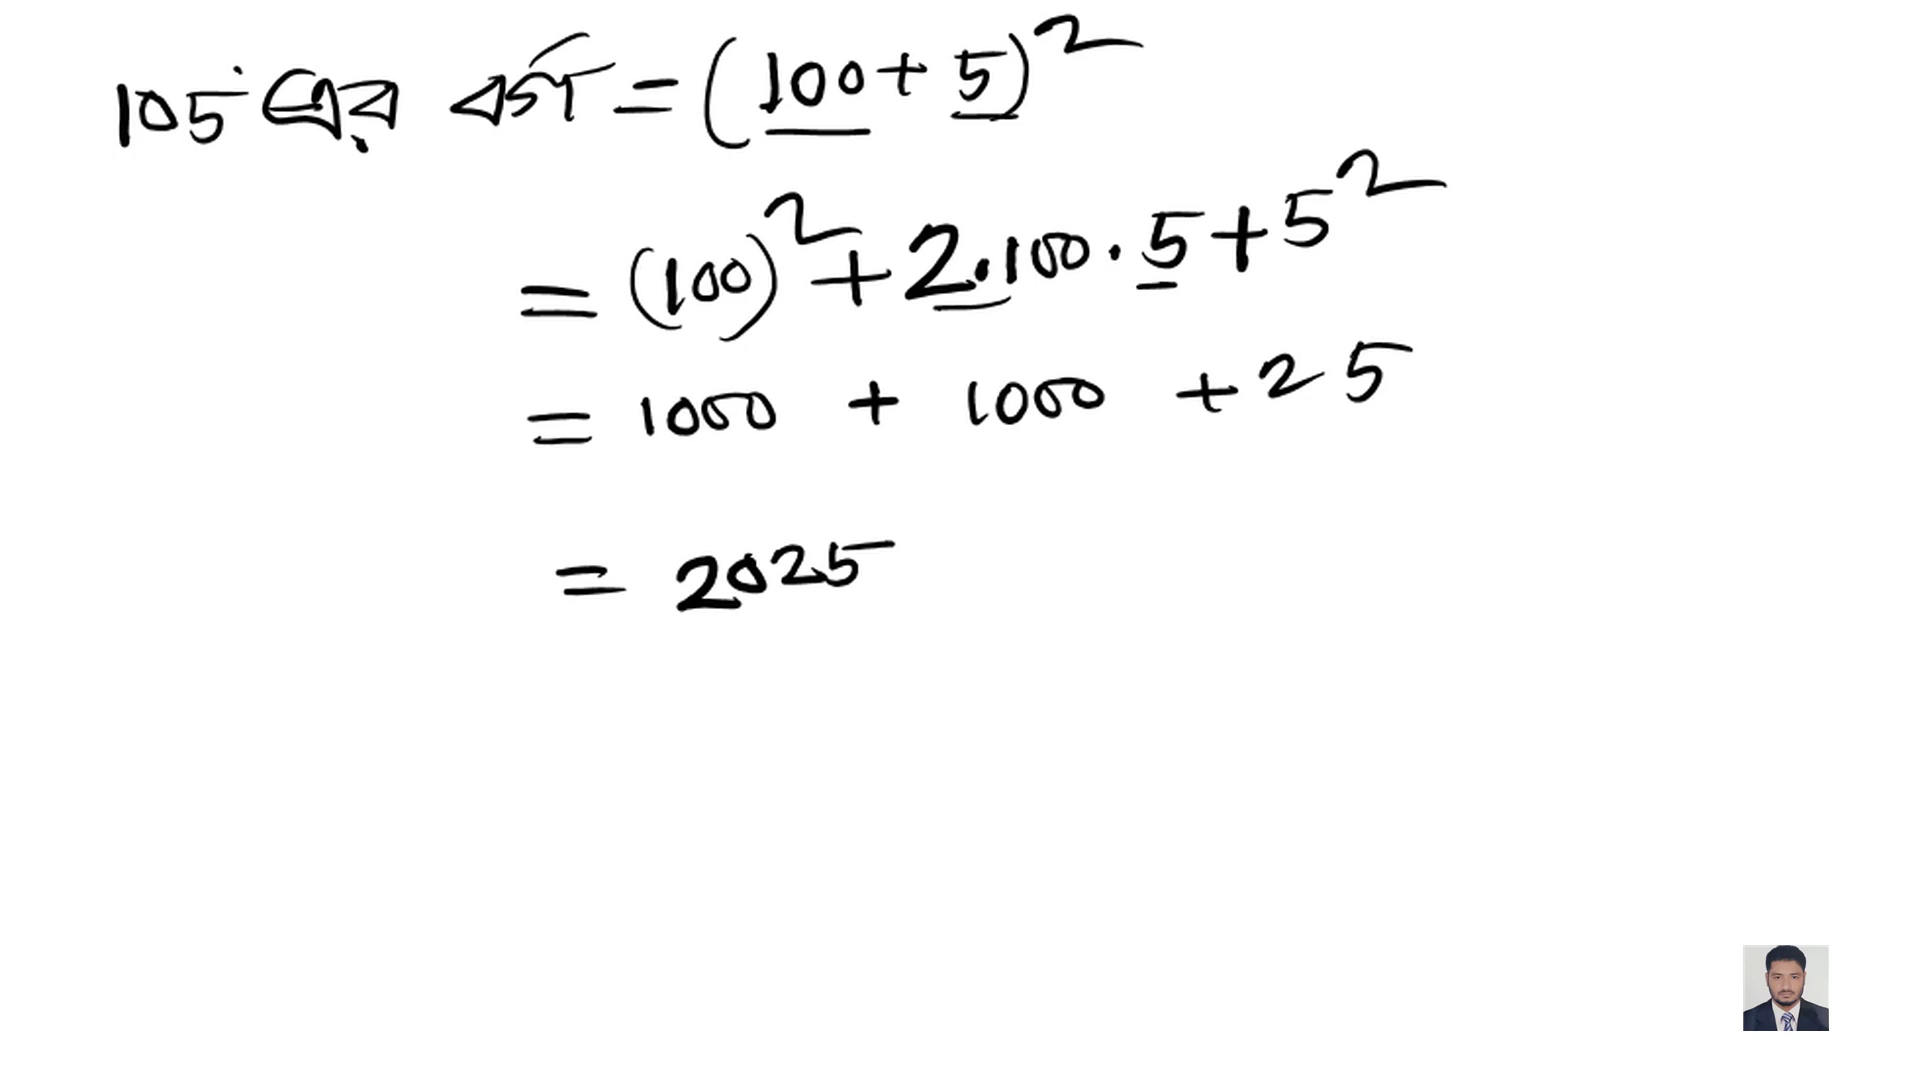 105 এর বর্গ = (100 + 5)²
= (100)² + 2.100.5 + 5²
= 1000 + 1000 + 25
= 2025